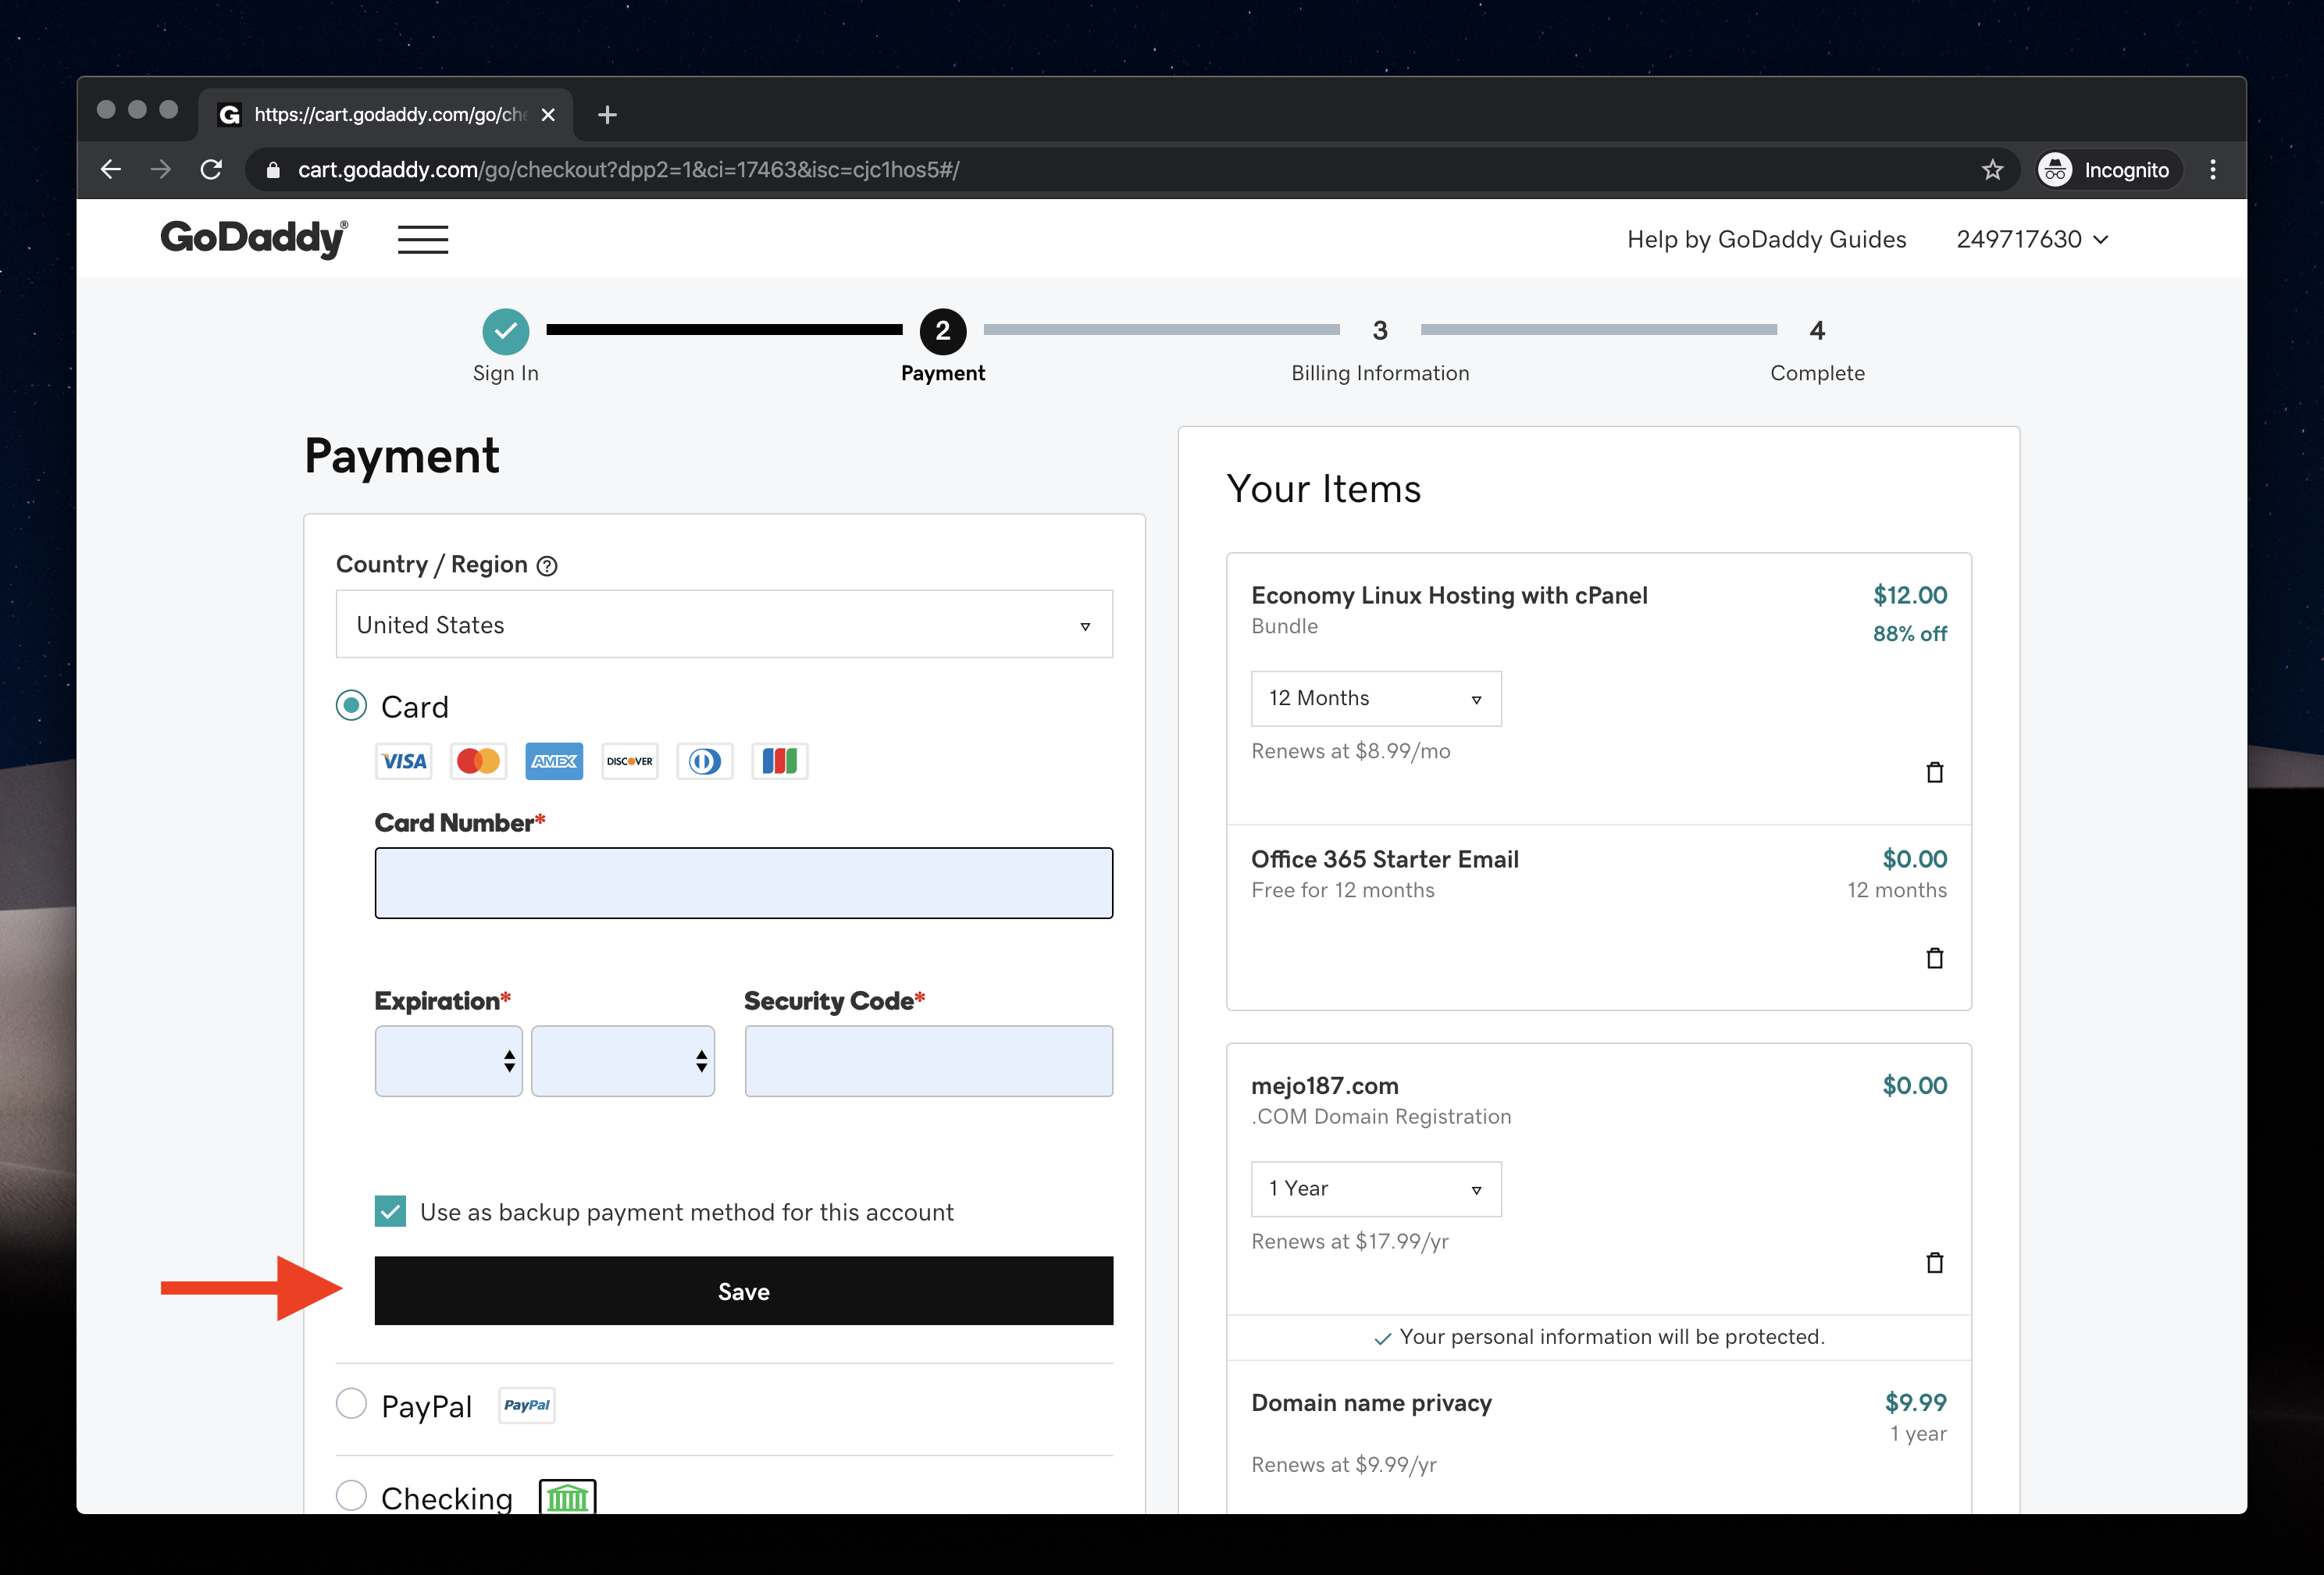 https://cart.godaddy.com/go/che
cart.godaddy.com/go/checkout?dpp2=1&ci=17463&isc=cjc1hos5#/
Incognito
GoDaddy®
Help by GoDaddy Guides
249717630
2
3
4
Sign In
Payment
Billing Information
Complete
Payment
Country / Region ?
United States
Card
VISA
AMEX
DISCOVER
Card Number*
Expiration*
Security Code*
Use as backup payment method for this account
Save
PayPal
PayPal
Checking
Your Items
Economy Linux Hosting with cPanel
$12.00
Bundle
88% off
12 Months
Renews at $8.99/mo
Office 365 Starter Email
$0.00
Free for 12 months
12 months
mejo187.com
$0.00
.COM Domain Registration
1 Year
Renews at $17.99/yr
Your personal information will be protected.
Domain name privacy
$9.99
1 year
Renews at $9.99/yr